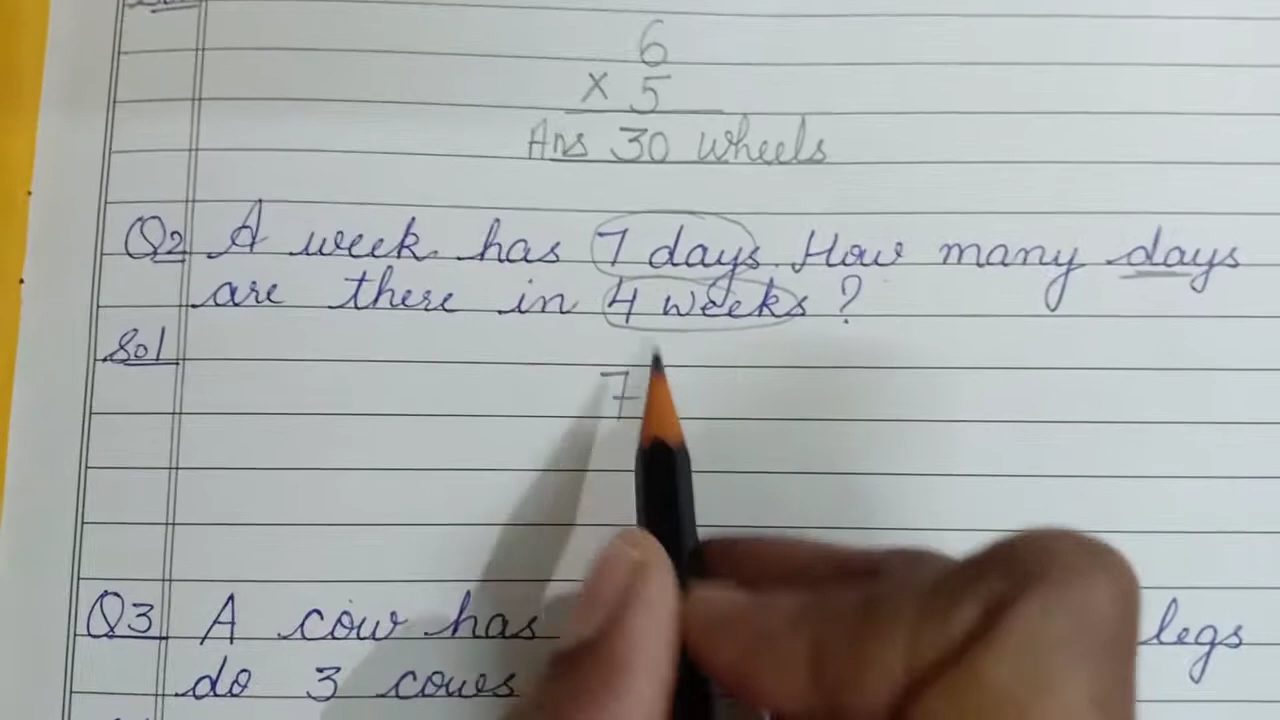 6
× 5
Ans 30 wheels
Q2 A week has 7 days. How many days
are there in 4 weeks ?
Sol
7
Q3 A cow has legs
do 3 cows